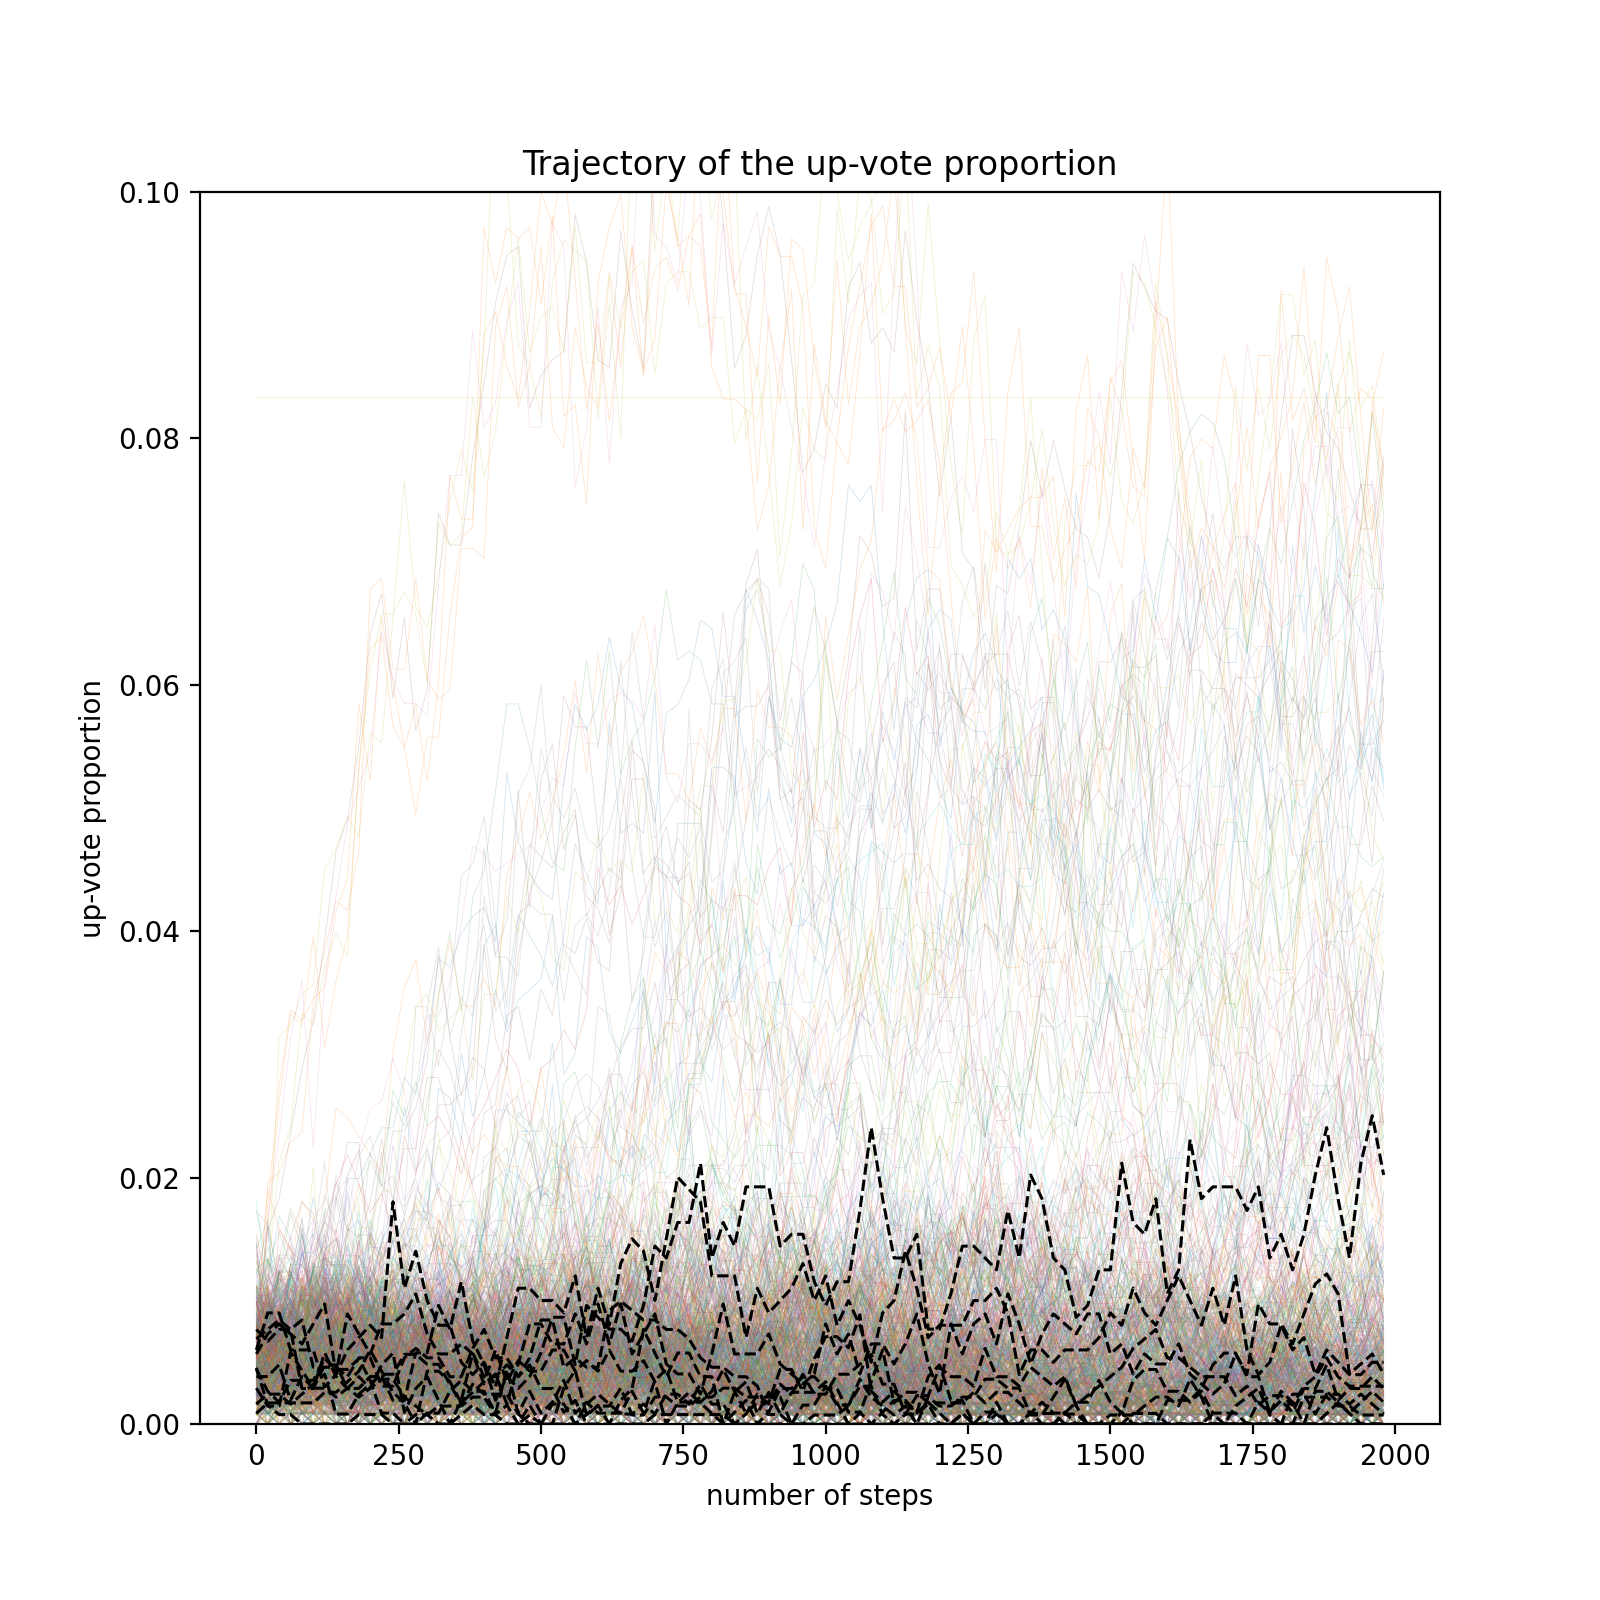 Trajectory of the up-vote proportion
0.10
0.08
0.06
0.04
0.02
0.00
up-vote proportion
0 250 500 750 1000 1250 1500 1750 2000
number of steps